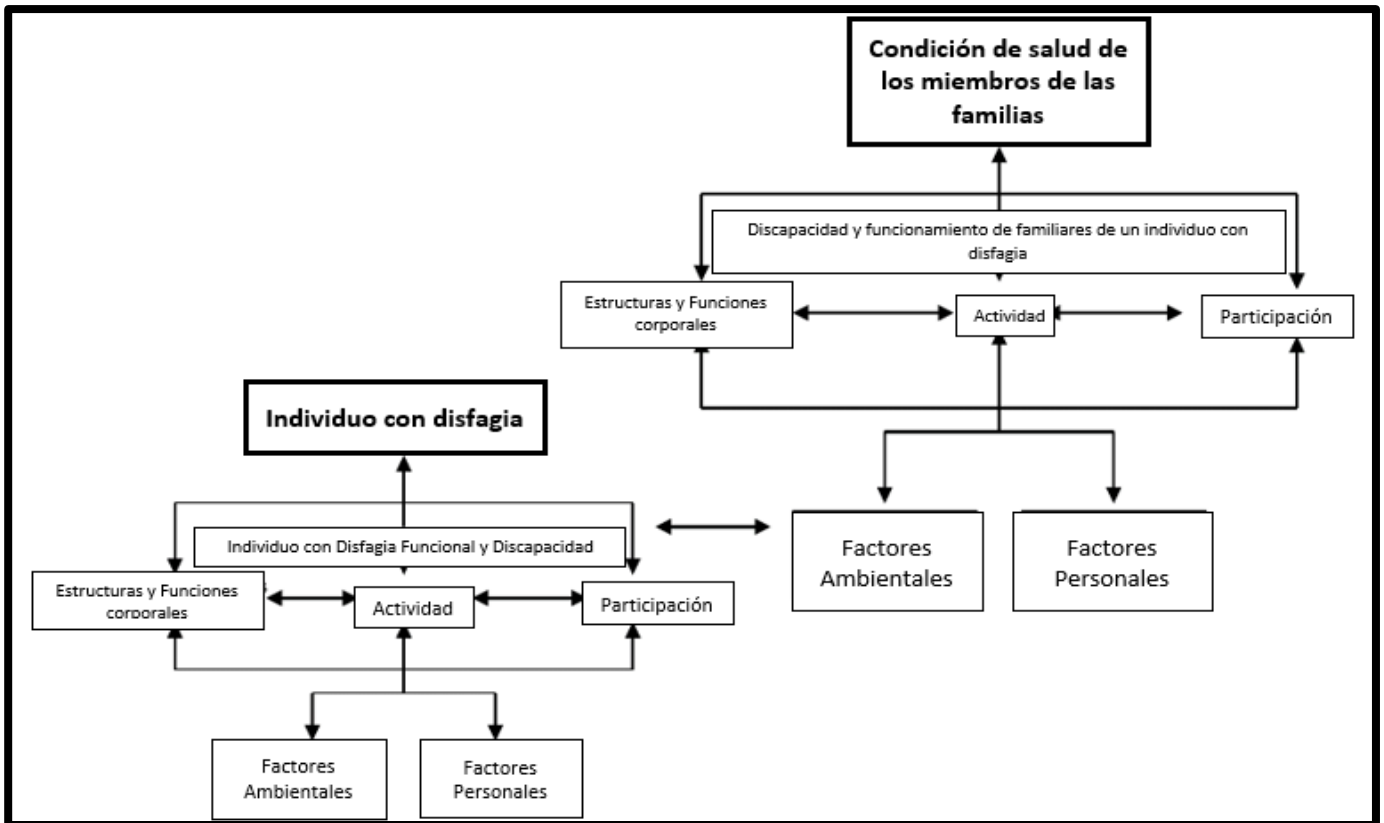 Condición de salud de
los miembros de las
familias
Discapacidad y funcionamiento de familiares de un individuo con
disfagia
Estructuras y Funciones
corporales
Actividad
Participación
Factores
Ambientales
Factores
Personales
Individuo con disfagia
Individuo con Disfagia Funcional y Discapacidad
Estructuras y Funciones
corporales
Actividad
Participación
Factores
Ambientales
Factores
Personales